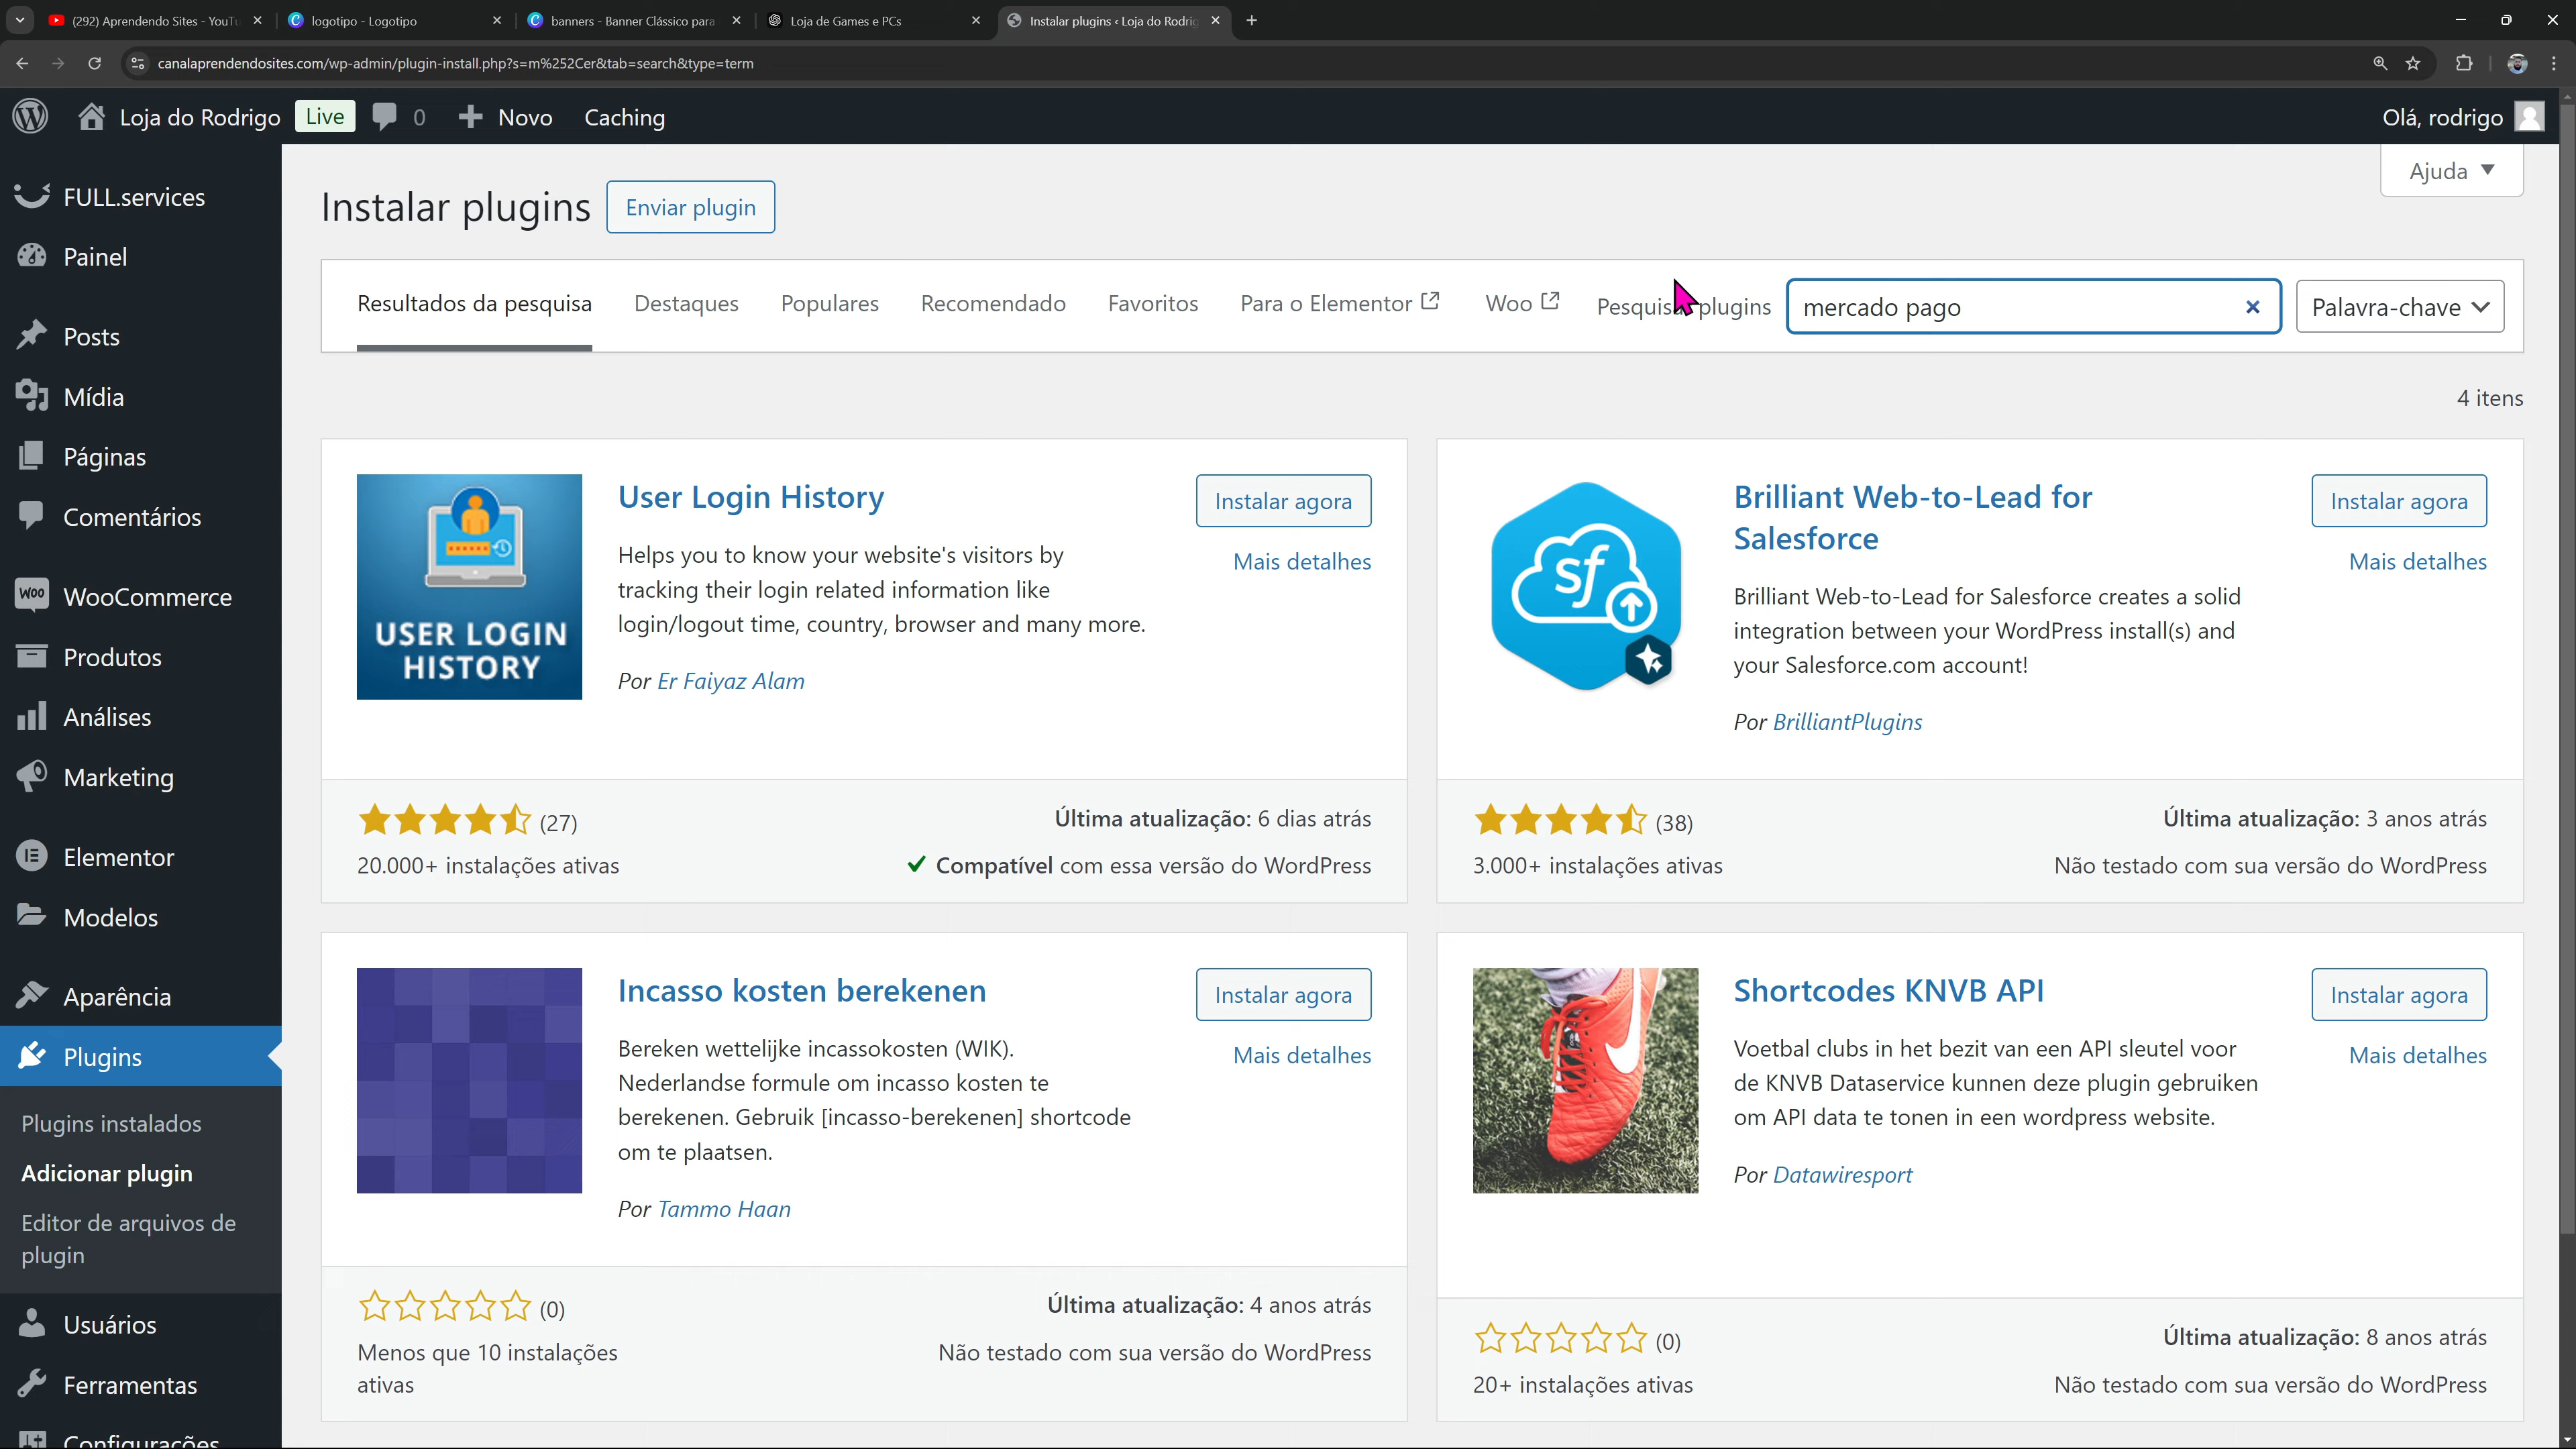 (292) Aprendendo Sites - YouTu
logotipo - Logotipo
banners - Banner Clássico para
Loja de Games e PCs
Instalar plugins ‹ Loja do Rodrig
canalaprendendosites.com/wp-admin/plugin-install.php?s=m%252Cer&tab=search&type=term
Loja do Rodrigo
Live
0
Novo
Caching
Olá, rodrigo
FULL.services
Painel
Posts
Mídia
Páginas
Comentários
WooCommerce
Produtos
Análises
Marketing
Elementor
Modelos
Aparência
Plugins
Plugins instalados
Adicionar plugin
Editor de arquivos de
plugin
Usuários
Ferramentas
Configurações
Ajuda
Instalar plugins
Enviar plugin
Resultados da pesquisa
Destaques
Populares
Recomendado
Favoritos
Para o Elementor
Woo
Pesquisar plugins
mercado pago
Palavra-chave
4 itens
USER LOGIN
HISTORY
User Login History
Instalar agora
Mais detalhes
Helps you to know your website's visitors by
tracking their login related information like
login/logout time, country, browser and many more.
Por Er Faiyaz Alam
(27)
20.000+ instalações ativas
Última atualização: 6 dias atrás
Compatível com essa versão do WordPress
sf
Brilliant Web-to-Lead for
Salesforce
Instalar agora
Mais detalhes
Brilliant Web-to-Lead for Salesforce creates a solid
integration between your WordPress install(s) and
your Salesforce.com account!
Por BrilliantPlugins
(38)
3.000+ instalações ativas
Última atualização: 3 anos atrás
Não testado com sua versão do WordPress
Incasso kosten berekenen
Instalar agora
Mais detalhes
Bereken wettelijke incassokosten (WIK).
Nederlandse formule om incasso kosten te
berekenen. Gebruik [incasso-berekenen] shortcode
om te plaatsen.
Por Tammo Haan
(0)
Menos que 10 instalações
ativas
Última atualização: 4 anos atrás
Não testado com sua versão do WordPress
Shortcodes KNVB API
Instalar agora
Mais detalhes
Voetbal clubs in het bezit van een API sleutel voor
de KNVB Dataservice kunnen deze plugin gebruiken
om API data te tonen in een wordpress website.
Por Datawiresport
(0)
20+ instalações ativas
Última atualização: 8 anos atrás
Não testado com sua versão do WordPress